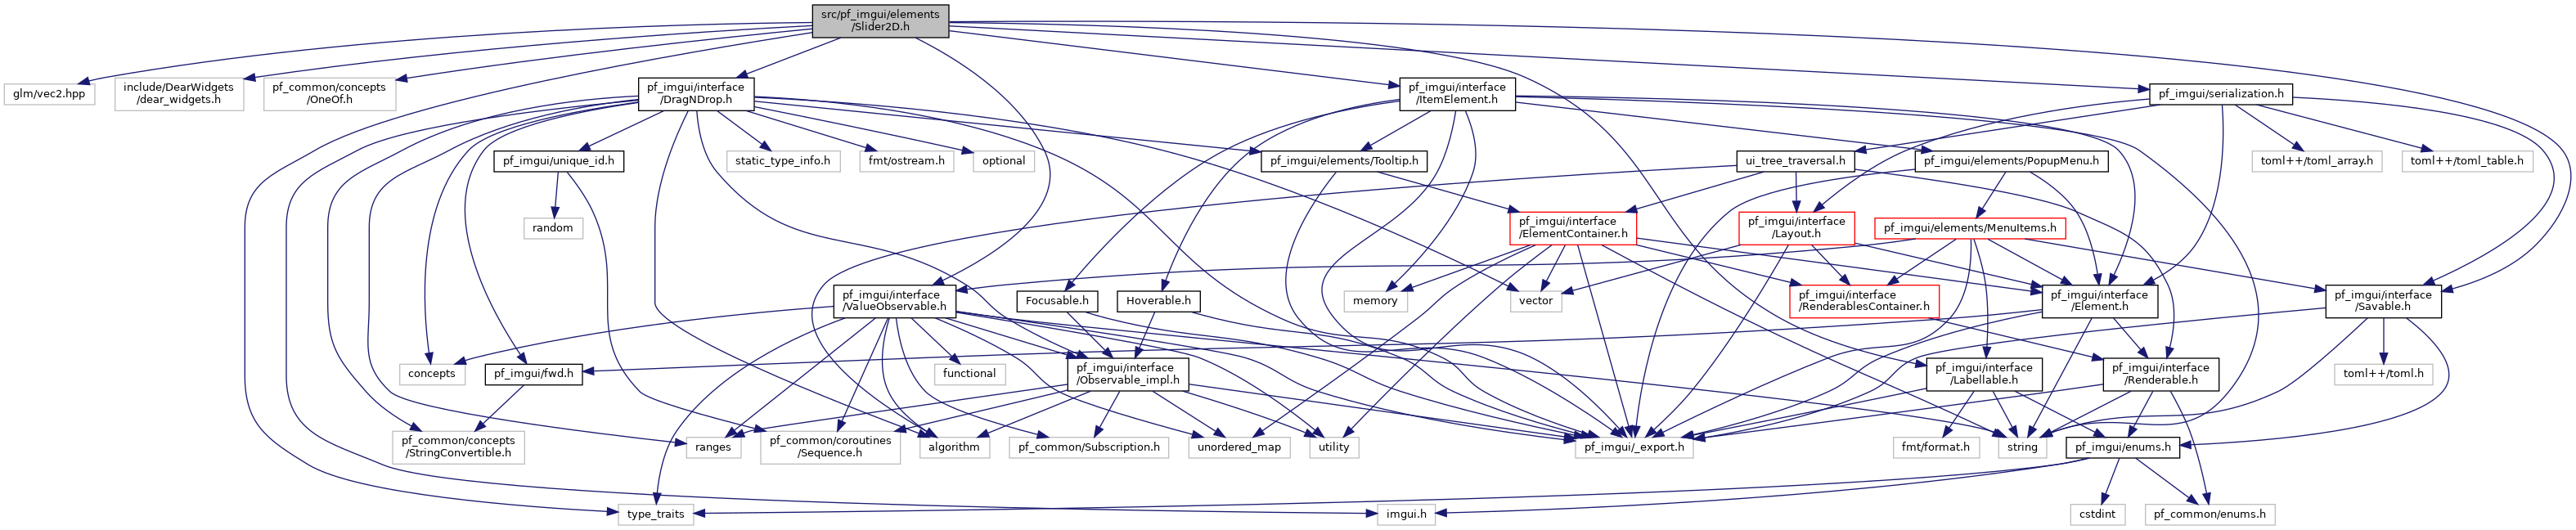 src/pf_imgui/elements
/Slider2D.h
glm/vec2.hpp
include/DearWidgets
/dear_widgets.h
pf_common/concepts
/OneOf.h
pf_imgui/interface
/DragNDrop.h
pf_imgui/interface
/ItemElement.h
pf_imgui/serialization.h
pf_imgui/unique_id.h
static_type_info.h
fmt/ostream.h
optional
pf_imgui/elements/Tooltip.h
ui_tree_traversal.h
pf_imgui/elements/PopupMenu.h
toml++/toml_array.h
toml++/toml_table.h
random
pf_imgui/interface
/ElementContainer.h
pf_imgui/interface
/Layout.h
pf_imgui/elements/MenuItems.h
pf_imgui/interface
/ValueObservable.h
Focusable.h
Hoverable.h
memory
vector
pf_imgui/interface
/RenderablesContainer.h
pf_imgui/interface
/Element.h
pf_imgui/interface
/Savable.h
concepts
pf_imgui/fwd.h
functional
pf_imgui/interface
/Observable_impl.h
pf_imgui/interface
/Labellable.h
pf_imgui/interface
/Renderable.h
toml++/toml.h
pf_common/concepts
/StringConvertible.h
ranges
pf_common/coroutines
/Sequence.h
algorithm
pf_common/Subscription.h
unordered_map
utility
pf_imgui/_export.h
fmt/format.h
string
pf_imgui/enums.h
type_traits
imgui.h
cstdint
pf_common/enums.h